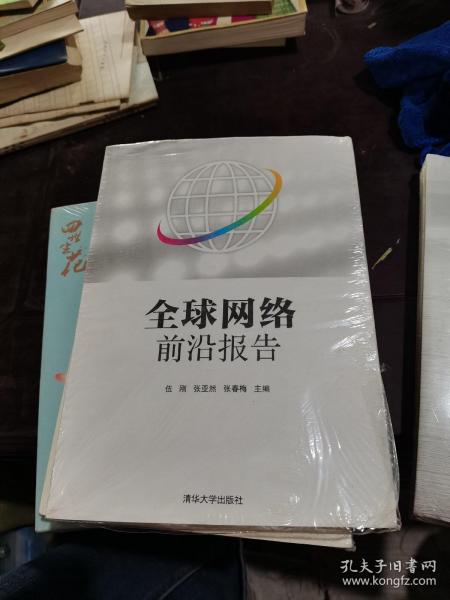 全球网络
前沿报告
伍 刚 张亚然 张春梅 主编
清华大学出版社
孔夫子旧书网
www.kongfz.com